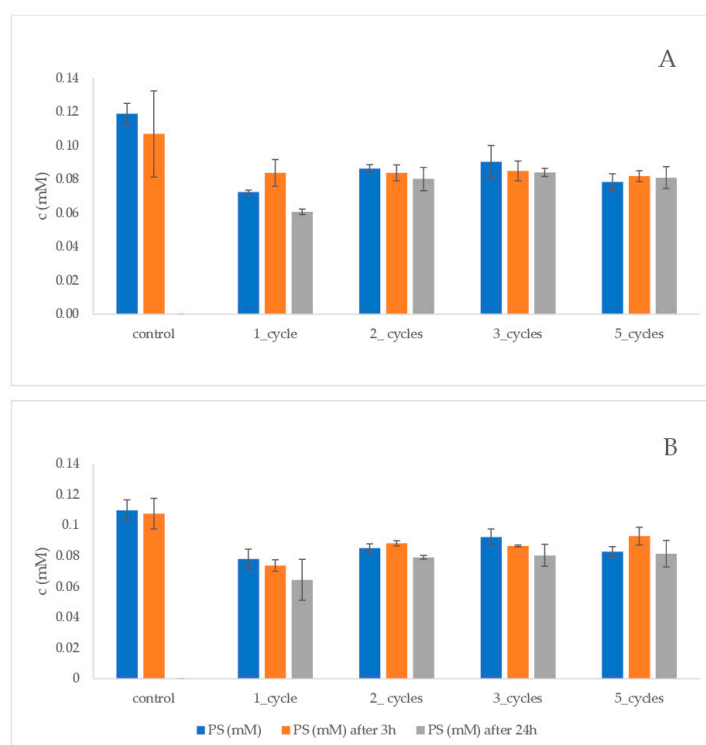 A
0.14
0.12
0.10
0.08
0.06
0.04
0.02
0.00
c (mM)
control 1_cycle 2_ cycles 3_cycles 5_cycles
B
0.14
0.12
0.1
0.08
0.06
0.04
0.02
0
c (mM)
control 1_cycle 2_ cycles 3_cycles 5_cycles
PS (mM) PS (mM) after 3h PS (mM) after 24h